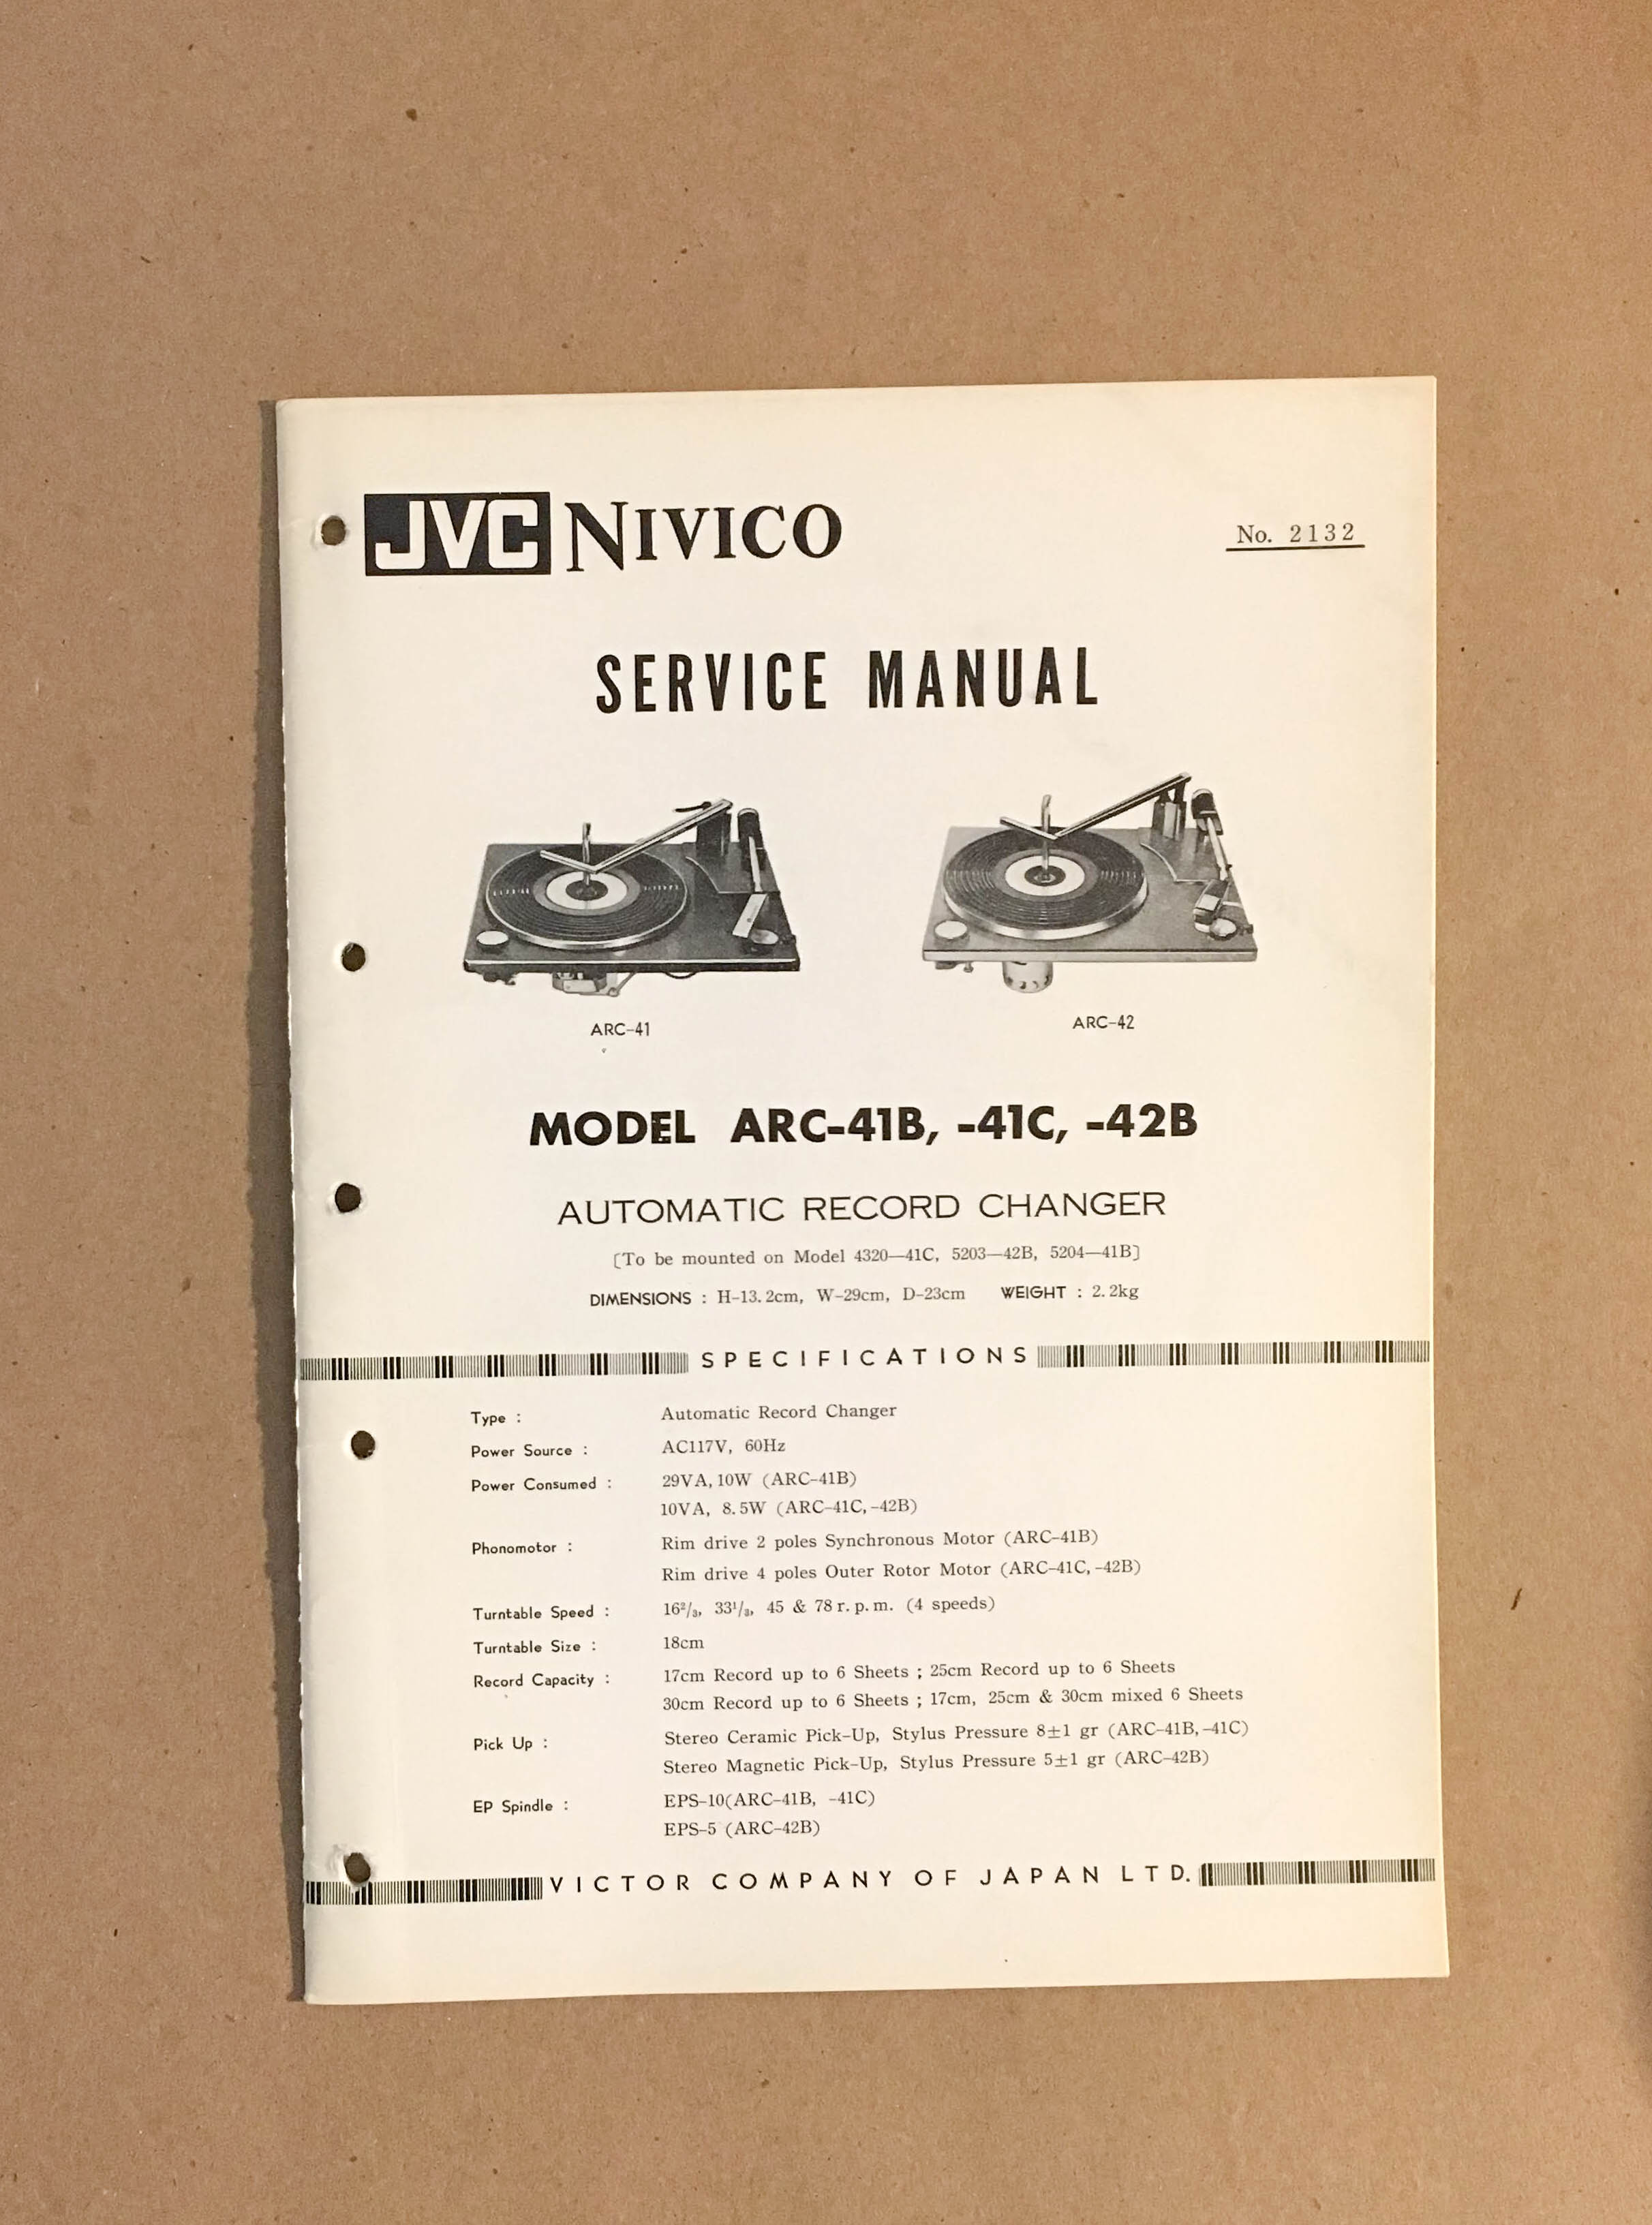 JVC NIVICO
No. 2132
SERVICE MANUAL
ARC-41
ARC-42
MODEL ARC-41B, -41C, -42B
AUTOMATIC RECORD CHANGER
〔To be mounted on Model 4320—41C, 5203—42B, 5204—41B〕
DIMENSIONS : H-13.2cm, W-29cm, D-23cm WEIGHT : 2.2kg
SPECIFICATIONS
Type : Automatic Record Changer
Power Source : AC117V, 60Hz
Power Consumed : 29VA, 10W (ARC-41B)
10VA, 8.5W (ARC-41C, -42B)
Phonomotor : Rim drive 2 poles Synchronous Motor (ARC-41B)
Rim drive 4 poles Outer Rotor Motor (ARC-41C, -42B)
Turntable Speed : 16²/₃, 33¹/₃, 45 & 78 r.p.m. (4 speeds)
Turntable Size : 18cm
Record Capacity : 17cm Record up to 6 Sheets ; 25cm Record up to 6 Sheets
30cm Record up to 6 Sheets ; 17cm, 25cm & 30cm mixed 6 Sheets
Pick Up : Stereo Ceramic Pick-Up, Stylus Pressure 8±1 gr (ARC-41B, -41C)
Stereo Magnetic Pick-Up, Stylus Pressure 5±1 gr (ARC-42B)
EP Spindle : EPS-10(ARC-41B, -41C)
EPS-5 (ARC-42B)
VICTOR COMPANY OF JAPAN LTD.